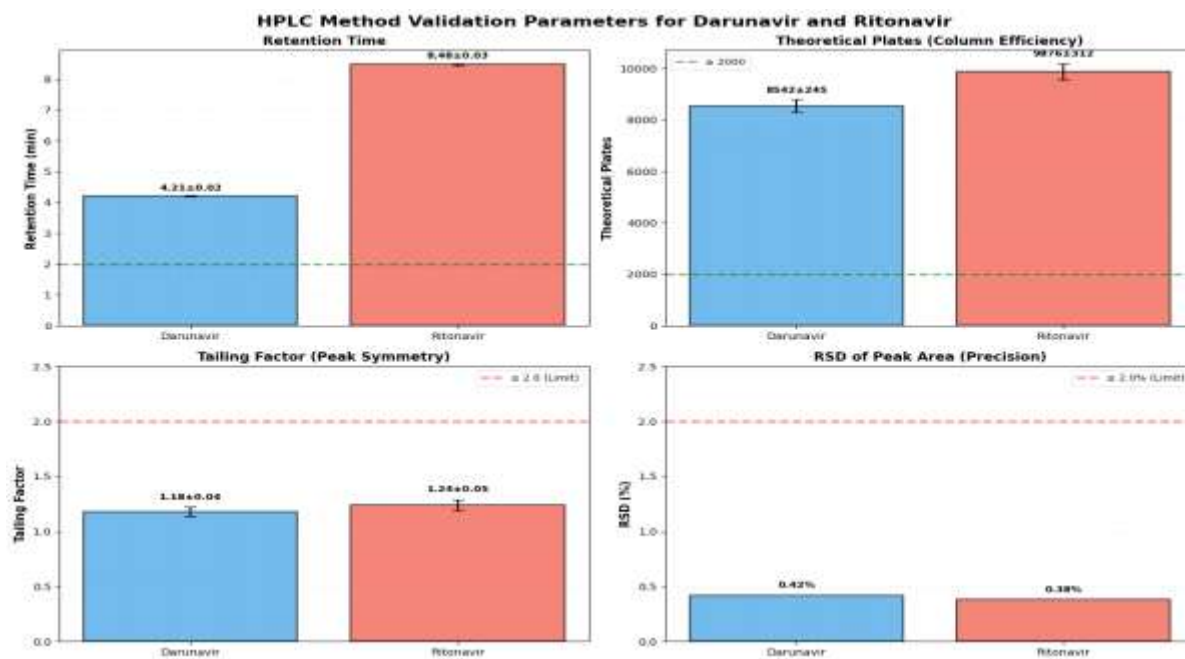 HPLC Method Validation Parameters for Darunavir and Ritonavir
Retention Time
Retention Time (min)
8
7
6
5
4
3
2
1
0
4.21±0.02
8.48±0.03
Darunavir
Ritonavir
Theoretical Plates (Column Efficiency)
Theoretical Plates
10000
8000
6000
4000
2000
0
≥ 2000
8542±245
9876±312
Darunavir
Ritonavir
Tailing Factor (Peak Symmetry)
Tailing Factor
2.5
2.0
1.5
1.0
0.5
0.0
≤ 2.0 (Limit)
1.18±0.04
1.24±0.05
Darunavir
Ritonavir
RSD of Peak Area (Precision)
RSD (%)
2.5
2.0
1.5
1.0
0.5
0.0
≤ 2.0% (Limit)
0.42%
0.38%
Darunavir
Ritonavir